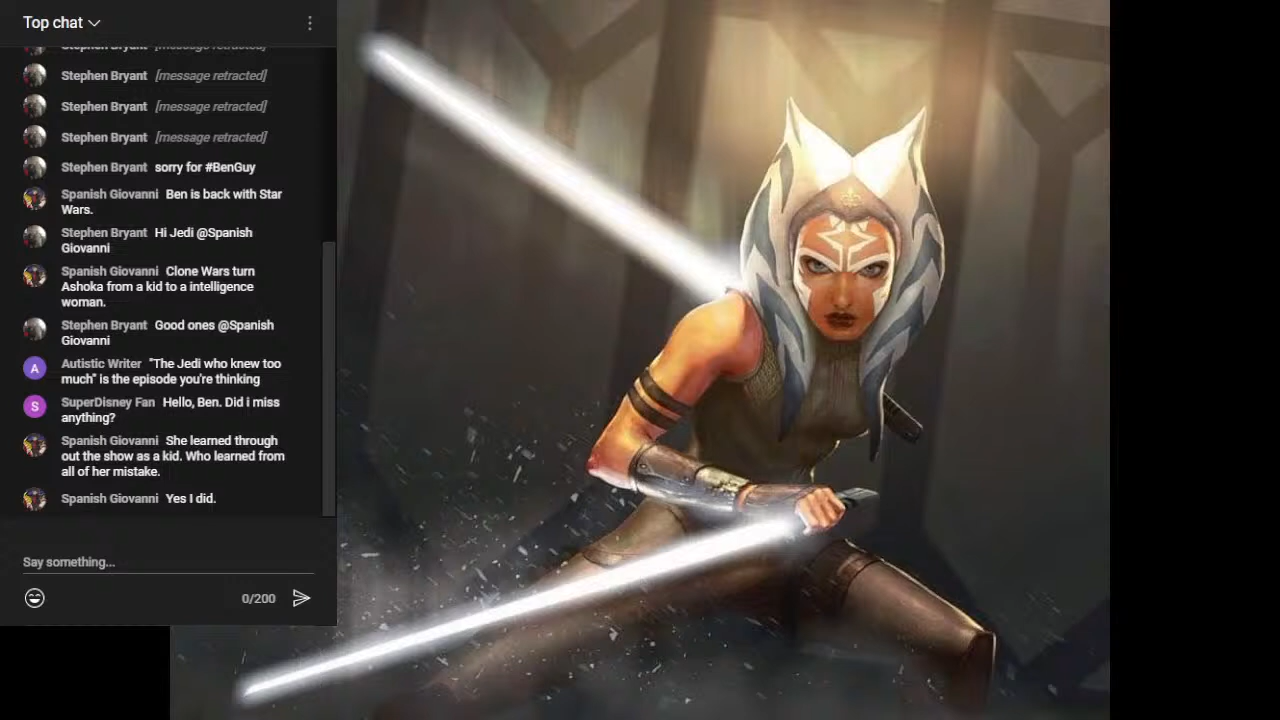 Top chat
Stephen Bryant [message retracted]
Stephen Bryant [message retracted]
Stephen Bryant [message retracted]
Stephen Bryant [message retracted]
Stephen Bryant sorry for #BenGuy
Spanish Giovanni Ben is back with Star
Wars.
Stephen Bryant Hi Jedi @Spanish
Giovanni
Spanish Giovanni Clone Wars turn
Ashoka from a kid to a intelligence
woman.
Stephen Bryant Good ones @Spanish
Giovanni
A
Autistic Writer "The Jedi who knew too
much" is the episode you're thinking
S
SuperDisney Fan Hello, Ben. Did i miss
anything?
Spanish Giovanni She learned through
out the show as a kid. Who learned from
all of her mistake.
Spanish Giovanni Yes I did.
Say something...
0/200